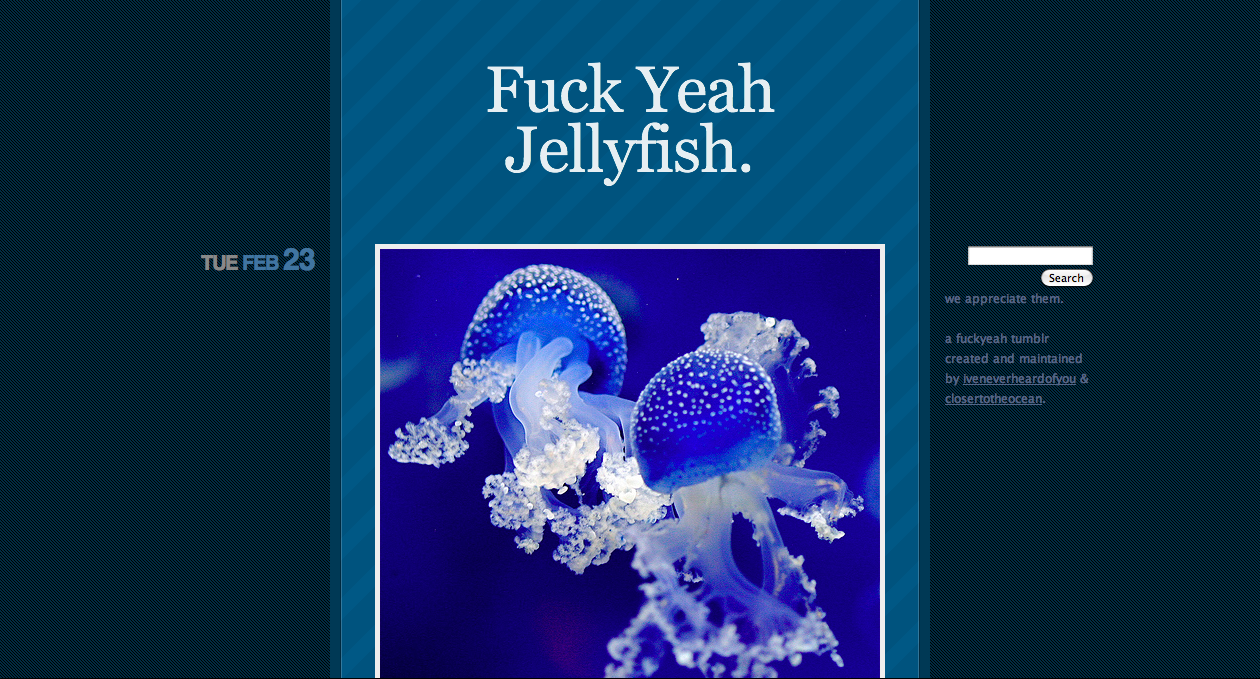 Fuck Yeah
Jellyfish.
TUE FEB 23
Search
we appreciate them.
a fuckyeah tumblr
created and maintained
by iveneverheardofyou &
closertotheocean.